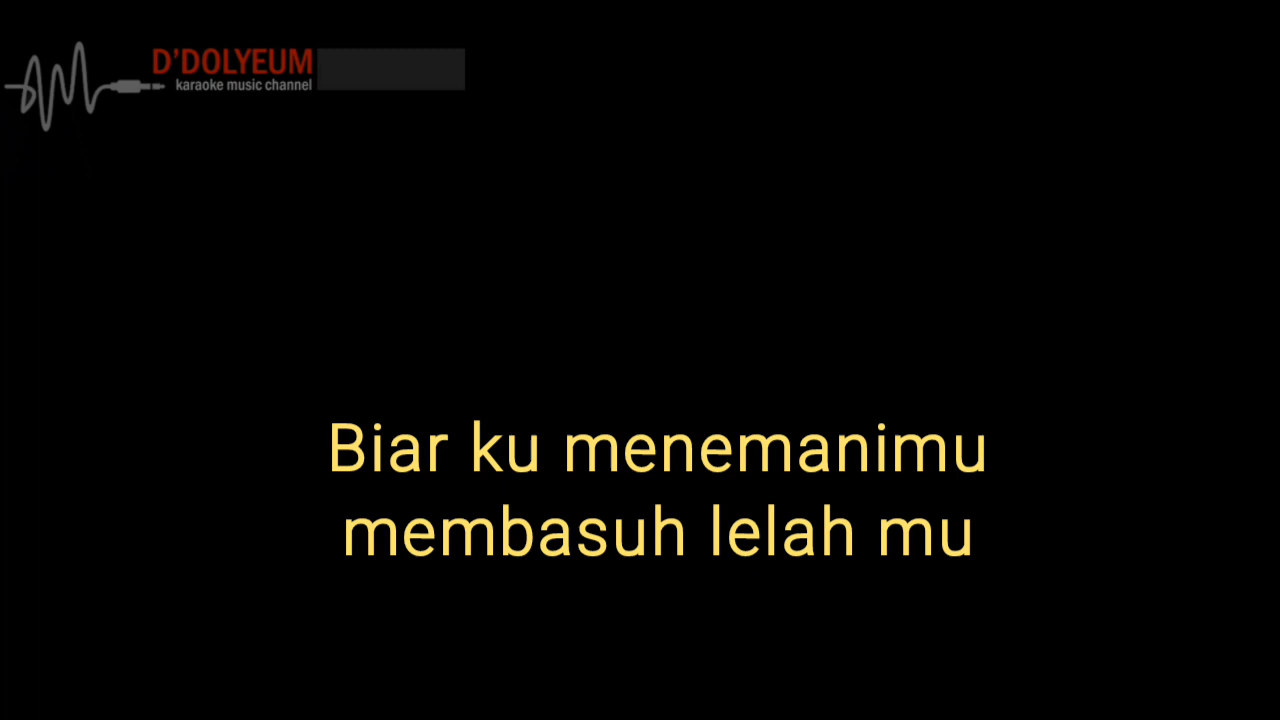 D'DOLYEUM
karaoke music channel
Biar ku menemanimu
membasuh lelah mu